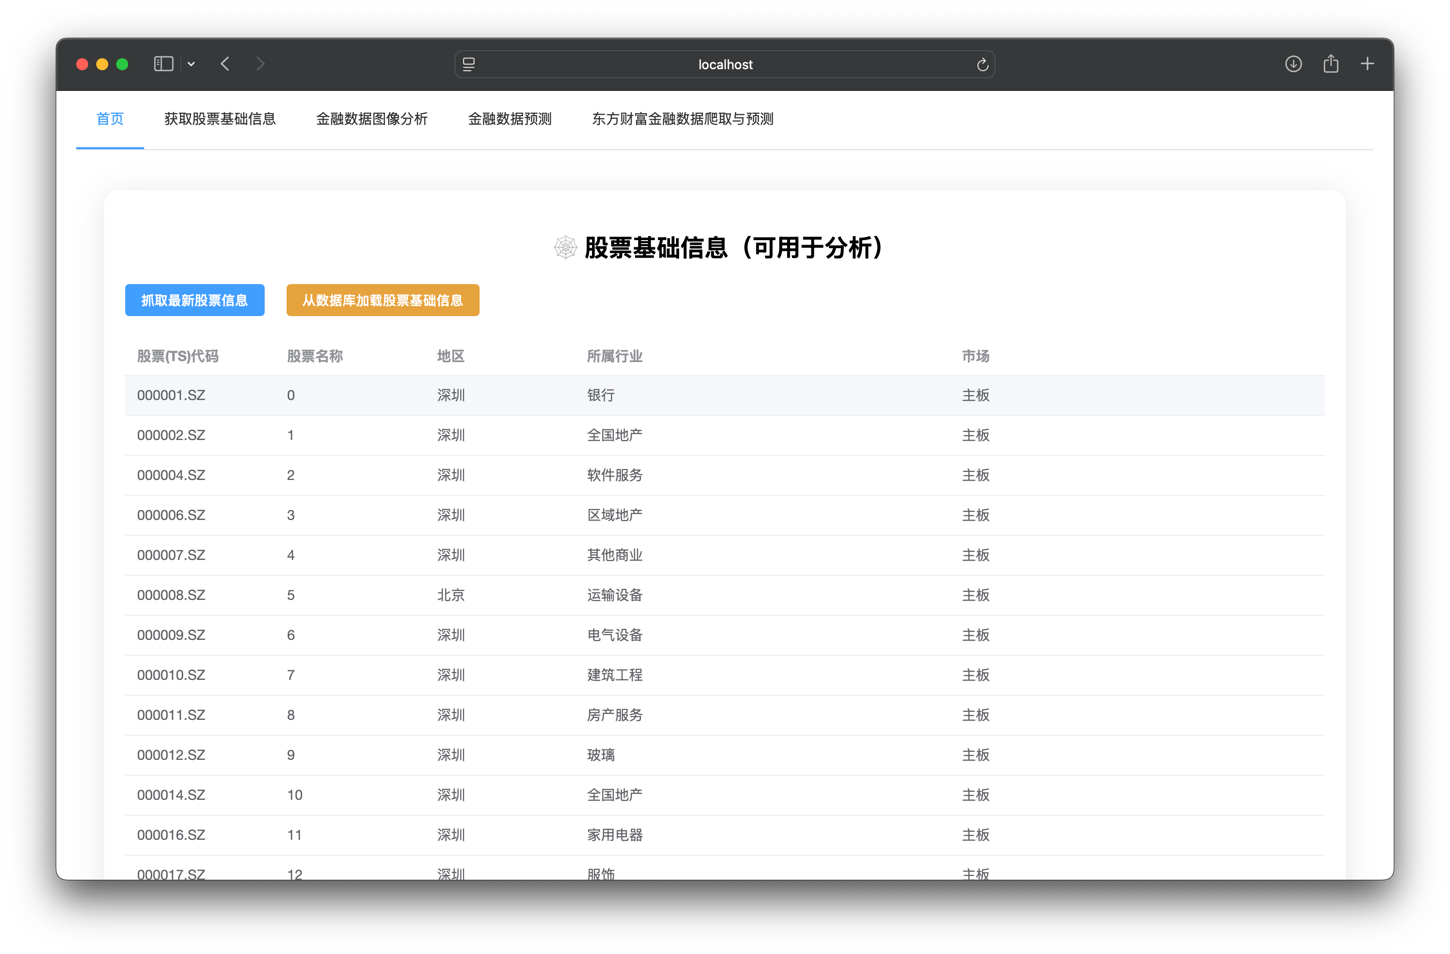 localhost
首页 获取股票基础信息 金融数据图像分析 金融数据预测 东方财富金融数据爬取与预测
股票基础信息（可用于分析）
抓取最新股票信息 从数据库加载股票基础信息
股票(TS)代码 股票名称 地区 所属行业 市场
000001.SZ 0 深圳 银行 主板
000002.SZ 1 深圳 全国地产 主板
000004.SZ 2 深圳 软件服务 主板
000006.SZ 3 深圳 区域地产 主板
000007.SZ 4 深圳 其他商业 主板
000008.SZ 5 北京 运输设备 主板
000009.SZ 6 深圳 电气设备 主板
000010.SZ 7 深圳 建筑工程 主板
000011.SZ 8 深圳 房产服务 主板
000012.SZ 9 深圳 玻璃 主板
000014.SZ 10 深圳 全国地产 主板
000016.SZ 11 深圳 家用电器 主板
000017.SZ 12 深圳 服饰 主板